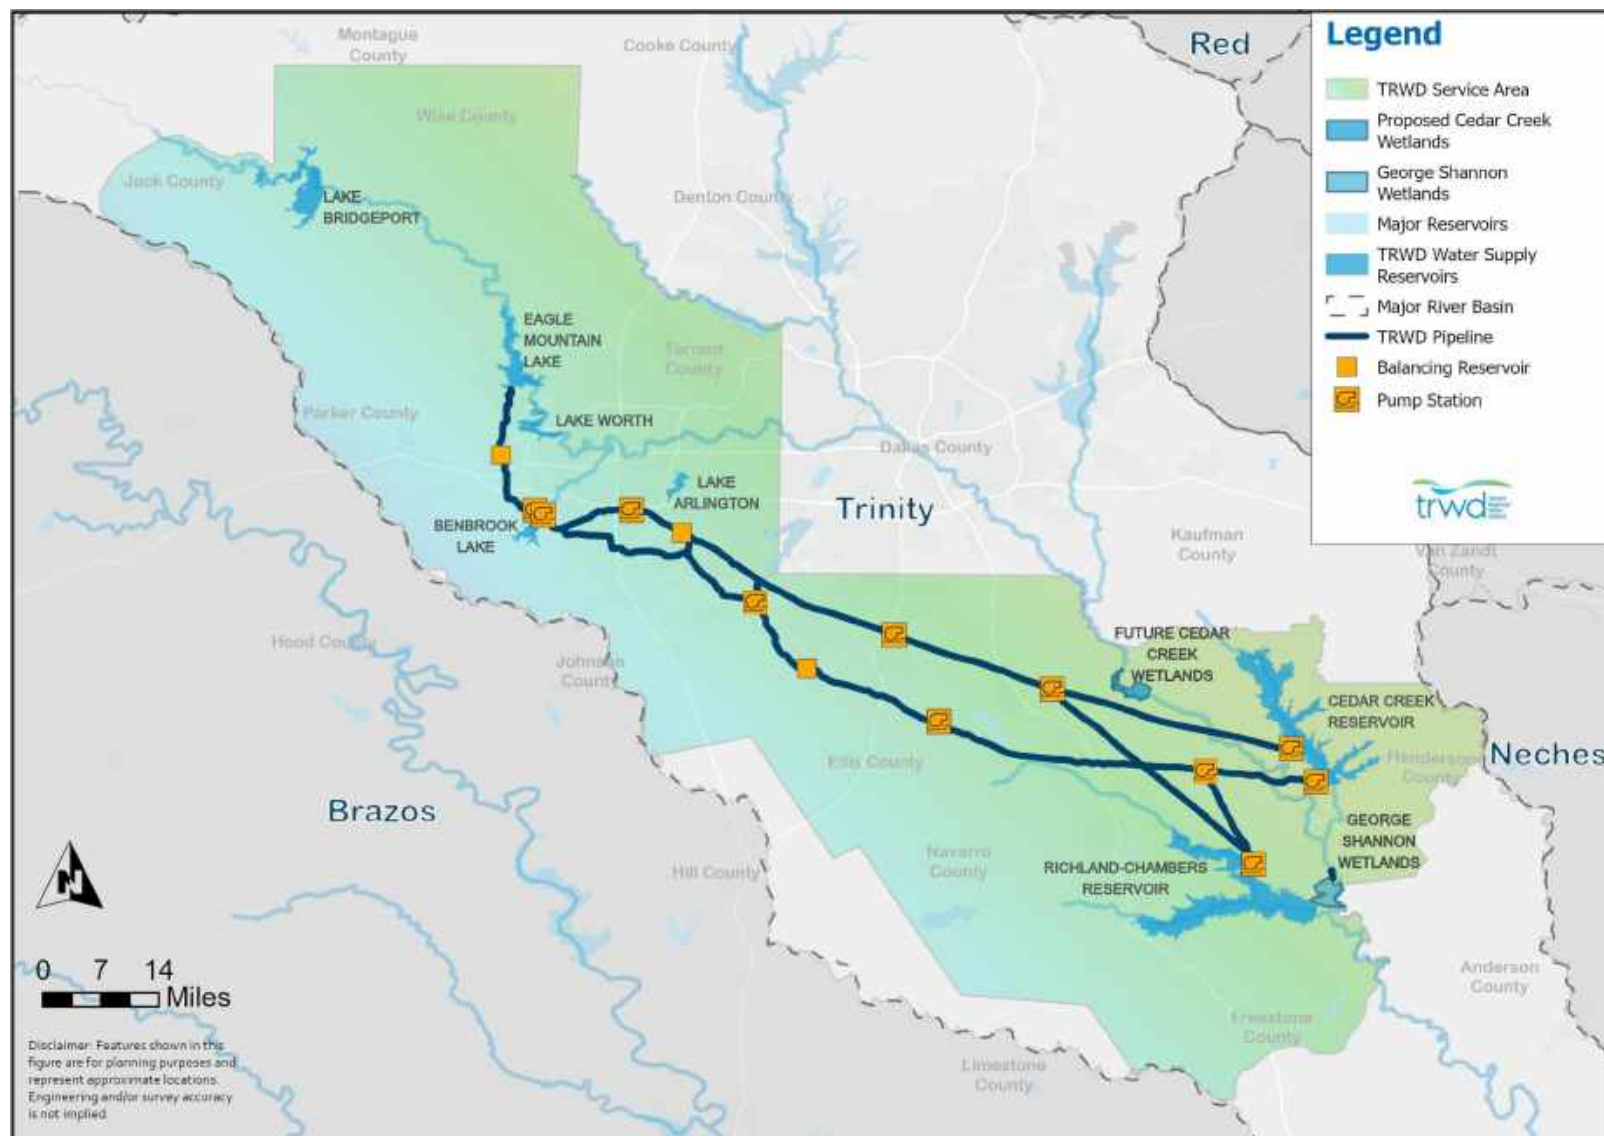 Montague
County
Cooke County
Red
Wise County
Jack County
LAKE
BRIDGEPORT
Denton County
EAGLE
MOUNTAIN
LAKE
Tarrant
County
Parker County
LAKE WORTH
Dallas County
LAKE
ARLINGTON
Trinity
BENBROOK
LAKE
Kaufman
County
Van Zandt
County
Hood County
Johnson
County
FUTURE CEDAR
CREEK
WETLANDS
CEDAR CREEK
RESERVOIR
Neches
Henderson
County
Ellis County
Brazos
GEORGE
SHANNON
WETLANDS
Navarro
County
Hill County
RICHLAND-CHAMBERS
RESERVOIR
Anderson
County
Freestone
County
Limestone
County
N
0 7 14
Miles
Disclaimer: Features shown in this
figure are for planning purposes and
represent approximate locations.
Engineering and/or survey accuracy
is not implied.
Legend
TRWD Service Area
Proposed Cedar Creek
Wetlands
George Shannon
Wetlands
Major Reservoirs
TRWD Water Supply
Reservoirs
Major River Basin
TRWD Pipeline
Balancing Reservoir
Pump Station
trwd